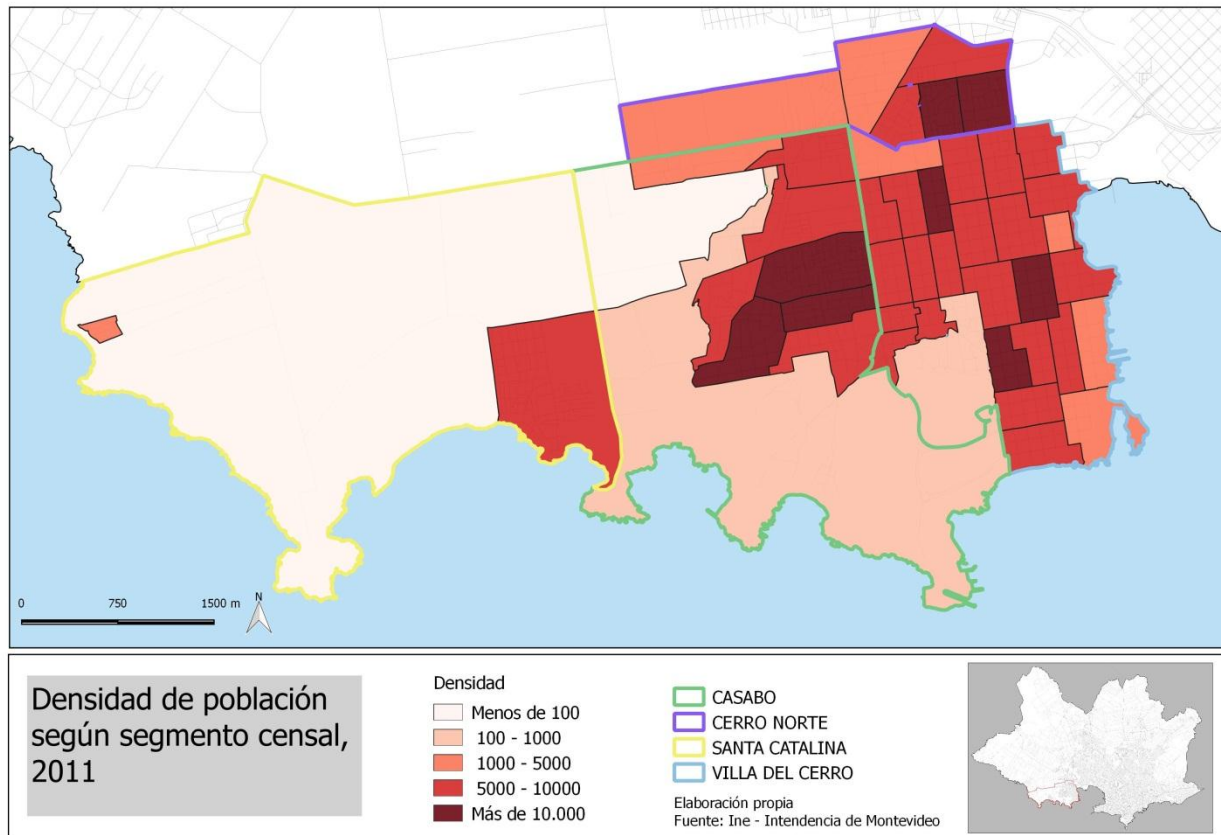 0 750 1500 m
N
Densidad de población
según segmento censal,
2011
Densidad
Menos de 100
100 - 1000
1000 - 5000
5000 - 10000
Más de 10.000
CASABO
CERRO NORTE
SANTA CATALINA
VILLA DEL CERRO
Elaboración propia
Fuente: Ine - Intendencia de Montevideo